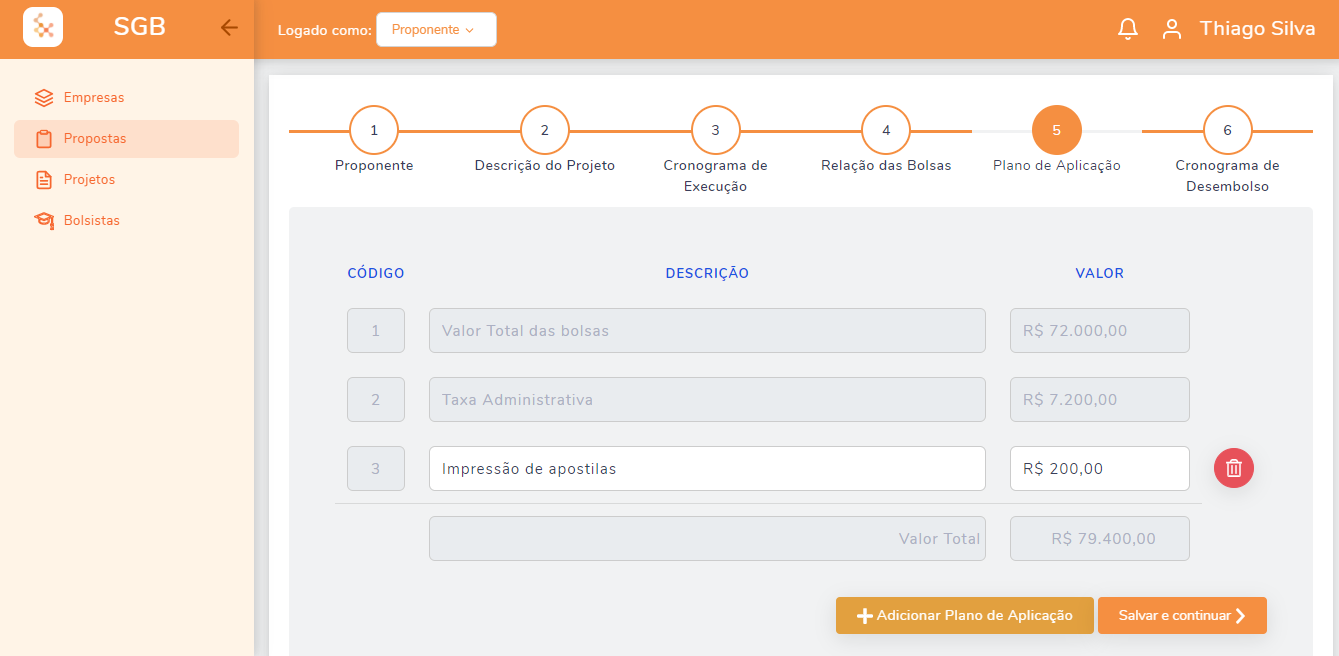 SGB
Logado como: Proponente
Thiago Silva
Empresas
Propostas
Projetos
Bolsistas
1
Proponente
2
Descrição do Projeto
3
Cronograma de
Execução
4
Relação das Bolsas
5
Plano de Aplicação
6
Cronograma de
Desembolso
CÓDIGO DESCRIÇÃO VALOR
1 Valor Total das bolsas R$ 72.000,00
2 Taxa Administrativa R$ 7.200,00
3 Impressão de apostilas R$ 200,00
Valor Total R$ 79.400,00
Adicionar Plano de Aplicação Salvar e continuar